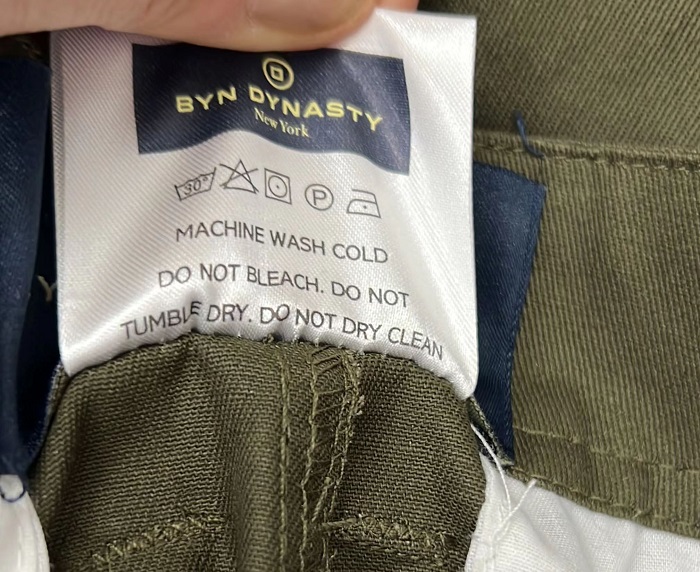 BYN DYNASTY
New York
30° P
MACHINE WASH COLD
DO NOT BLEACH. DO NOT
TUMBLE DRY. DO NOT DRY CLEAN